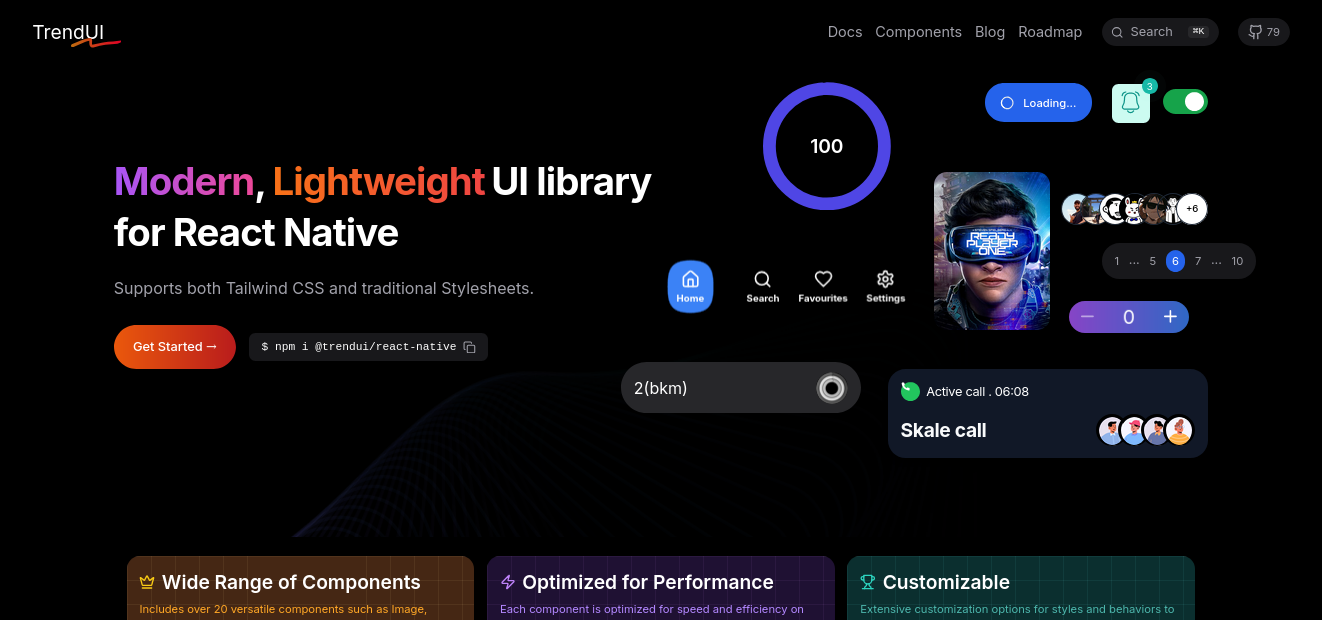 TrendUI
Docs Components Blog Roadmap Search ⌘K 79
Loading...
3
100
Modern, Lightweight UI library
for React Native
READY
PLAYER
ONE
+6
1 ... 5 6 7 ... 10
Supports both Tailwind CSS and traditional Stylesheets.
Home Search Favourites Settings
0
Get Started →
$ npm i @trendui/react-native
2(bkm)
Active call . 06:08
Skale call
Wide Range of Components
Includes over 20 versatile components such as Image,
Optimized for Performance
Each component is optimized for speed and efficiency on
Customizable
Extensive customization options for styles and behaviors to